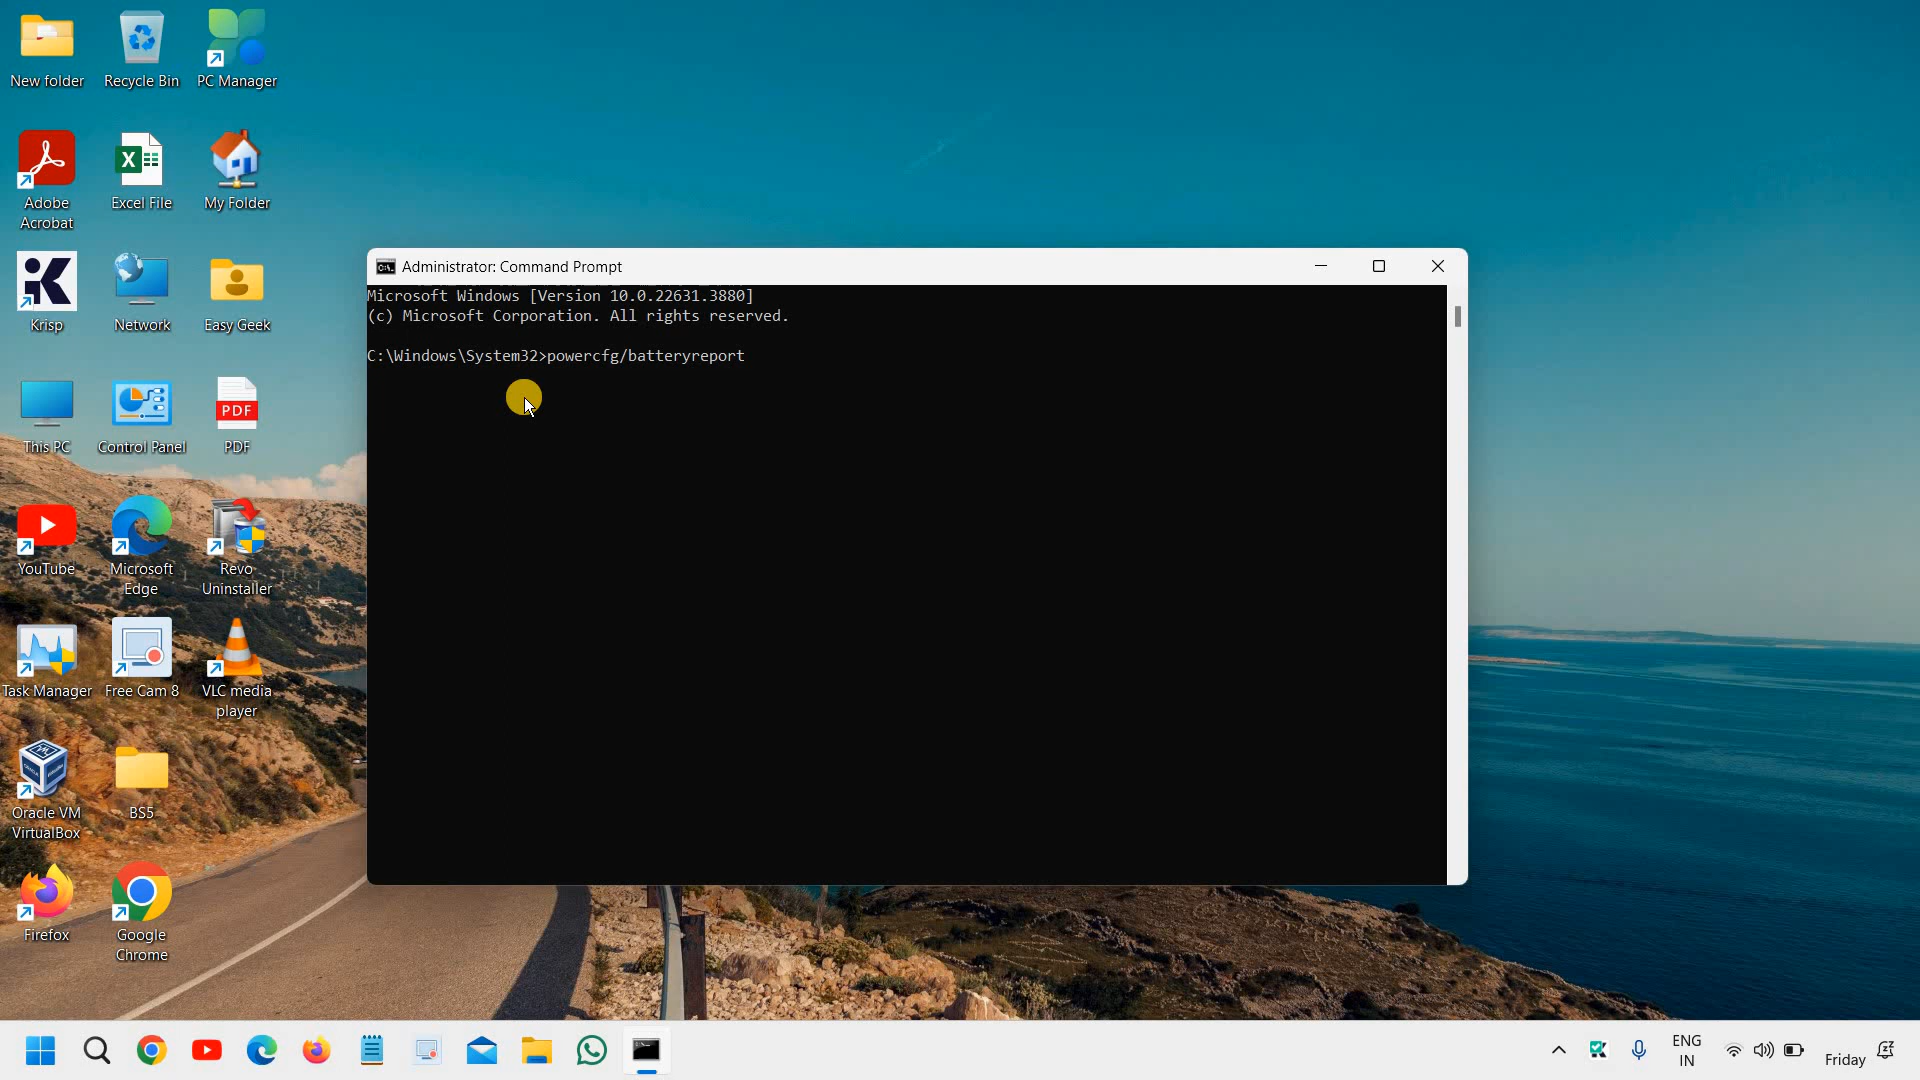 New folder
Recycle Bin
PC Manager
Adobe
Acrobat
Excel File
My Folder
Krisp
Network
Easy Geek
This PC
Control Panel
PDF
PDF
YouTube
Microsoft
Edge
Revo
Uninstaller
Task Manager
Free Cam 8
VLC media
player
Oracle VM
VirtualBox
BS5
Firefox
Google
Chrome
Administrator: Command Prompt
Microsoft Windows [Version 10.0.22631.3880]
(c) Microsoft Corporation. All rights reserved.
C:\Windows\System32>powercfg/batteryreport
ENG
IN
Friday